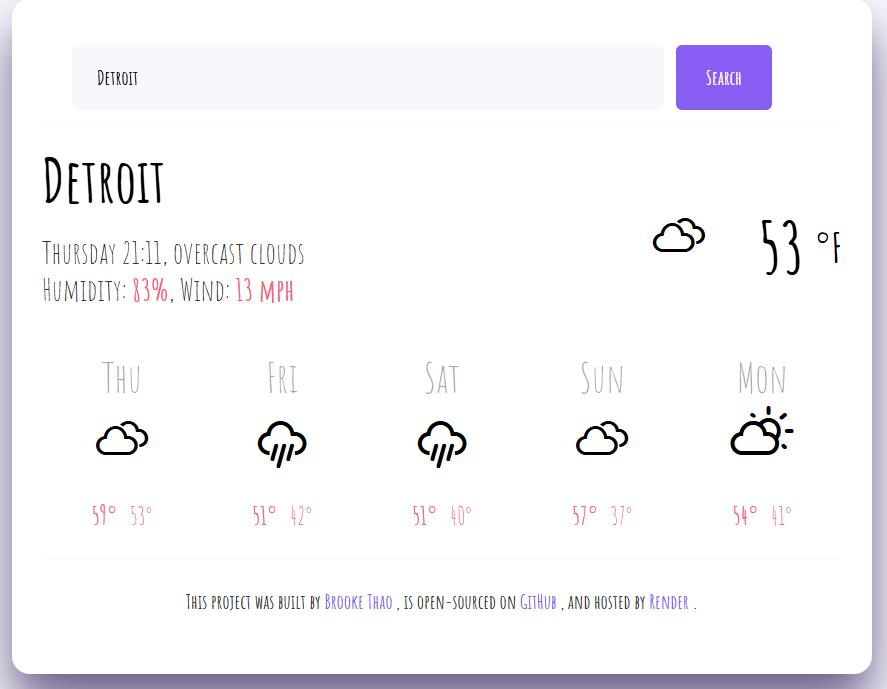 Detroit
Search
Detroit
53 °F
Thursday 21:11, overcast clouds
Humidity: 83%, Wind: 13 mph
Thu Fri Sat Sun Mon
59° 53° 51° 42° 51° 40° 57° 37° 54° 41°
This project was built by Brooke Thao , is open-sourced on GitHub , and hosted by Render .